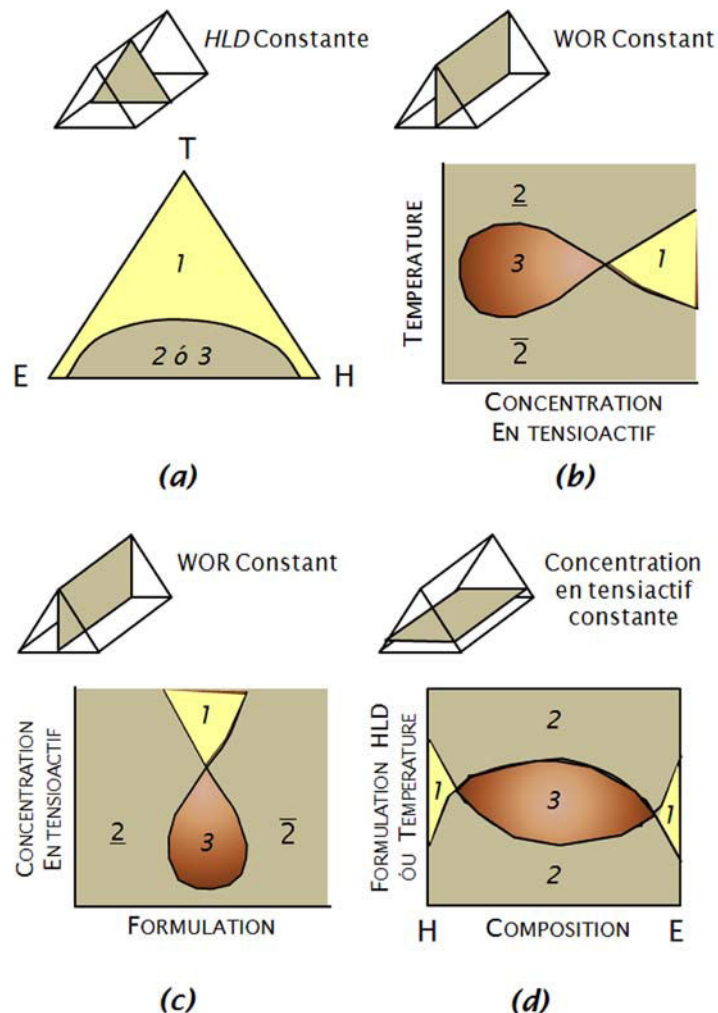 HLD Constante
T
1
E
2 ó 3
H
(a)
WOR Constant
TEMPERATURE
2
3
1
2
CONCENTRATION
EN TENSIOACTIF
(b)
WOR Constant
CONCENTRATION
EN TENSIOACTIF
1
2
3
2
FORMULATION
(c)
Concentration
en tensiactif
constante
FORMULATION HLD
ÓU TEMPERATURE
2
1
3
1
2
H
COMPOSITION
E
(d)